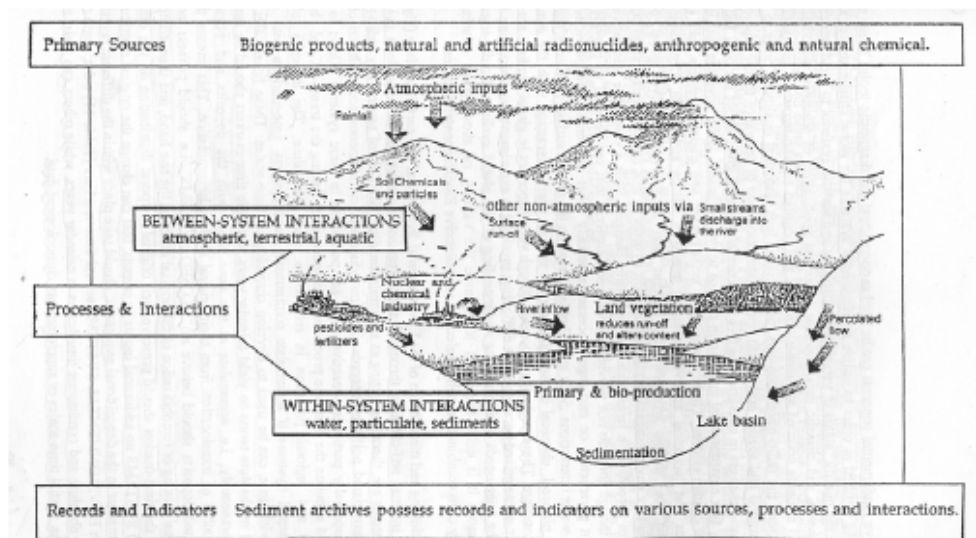 Primary Sources
Biogenic products, natural and artificial radionuclides, anthropogenic and natural chemical.
Atmospheric inputs
Rainfall
Soil Chemicals
and particles
other non-atmospheric inputs via
Small streams
discharge into
the river
Surface
run-off
BETWEEN-SYSTEM INTERACTIONS
atmospheric, terrestrial, aquatic
Nuclear and
chemical
industry
Processes & Interactions
River inflow
Land vegetation
reduces run-off
and alters content
Percolated
flow
pesticides and
fertilizers
Primary & bio-production
WITHIN-SYSTEM INTERACTIONS
water, particulate, sediments
Lake basin
Sedimentation
Records and Indicators
Sediment archives possess records and indicators on various sources, processes and interactions.